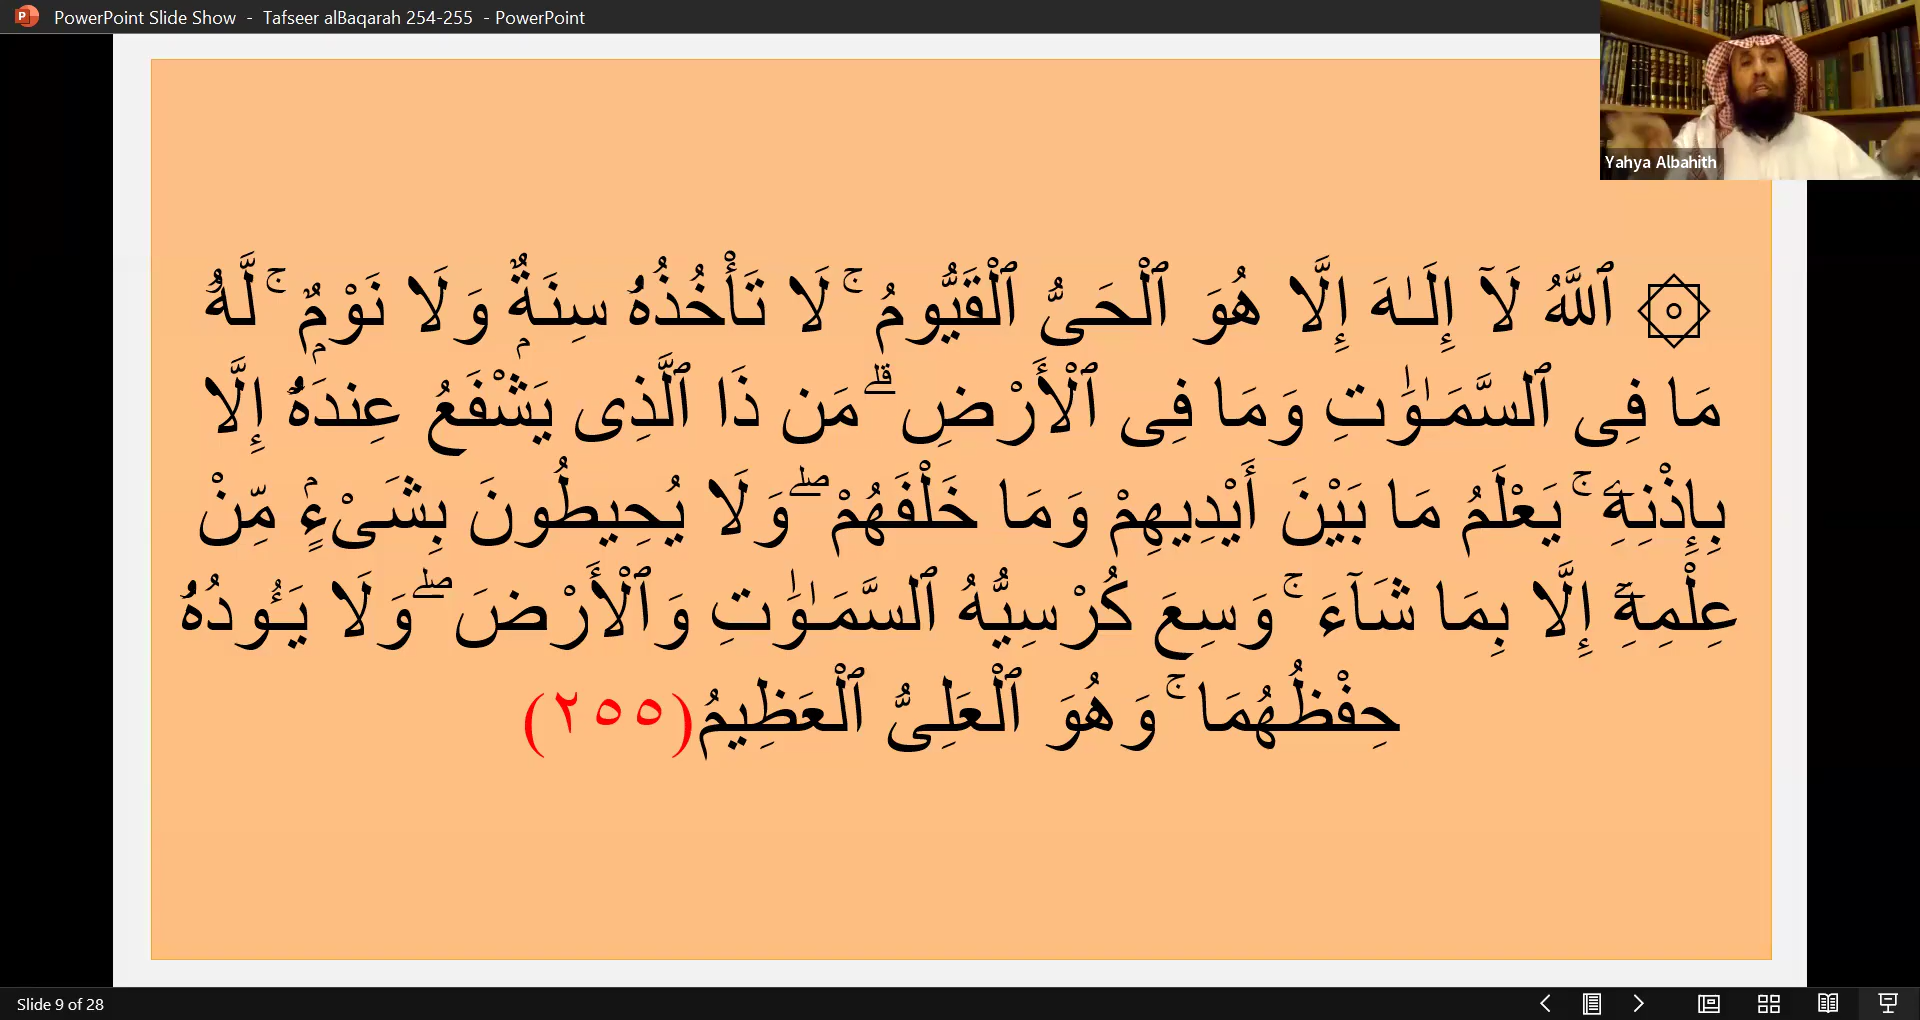 PowerPoint Slide Show - Tafseer alBaqarah 254-255 - PowerPoint
Yahya Albahith
۞ ٱللَّهُ لَآ إِلَـٰهَ إِلَّا هُوَ ٱلْحَىُّ ٱلْقَيُّومُ ۚ لَا تَأْخُذُهُۥ سِنَةٌۭ وَلَا نَوْمٌۭ ۚ لَّهُۥ
مَا فِى ٱلسَّمَـٰوَٰتِ وَمَا فِى ٱلْأَرْضِ ۗ مَن ذَا ٱلَّذِى يَشْفَعُ عِندَهُۥٓ إِلَّا
بِإِذْنِهِۦ ۚ يَعْلَمُ مَا بَيْنَ أَيْدِيهِمْ وَمَا خَلْفَهُمْ ۖ وَلَا يُحِيطُونَ بِشَىْءٍۢ مِّنْ
عِلْمِهِۦٓ إِلَّا بِمَا شَآءَ ۚ وَسِعَ كُرْسِيُّهُ ٱلسَّمَـٰوَٰتِ وَٱلْأَرْضَ ۖ وَلَا يَـُٔودُهُۥ
حِفْظُهُمَا ۚ وَهُوَ ٱلْعَلِىُّ ٱلْعَظِيمُ(٢٥٥)
Slide 9 of 28